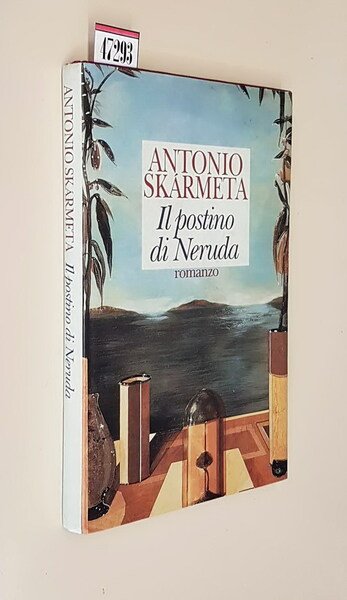 47293
ANTONIO
SKÁRMETA
Il postino
di Neruda
romanzo
ANTONIO SKÁRMETA Il postino di Neruda